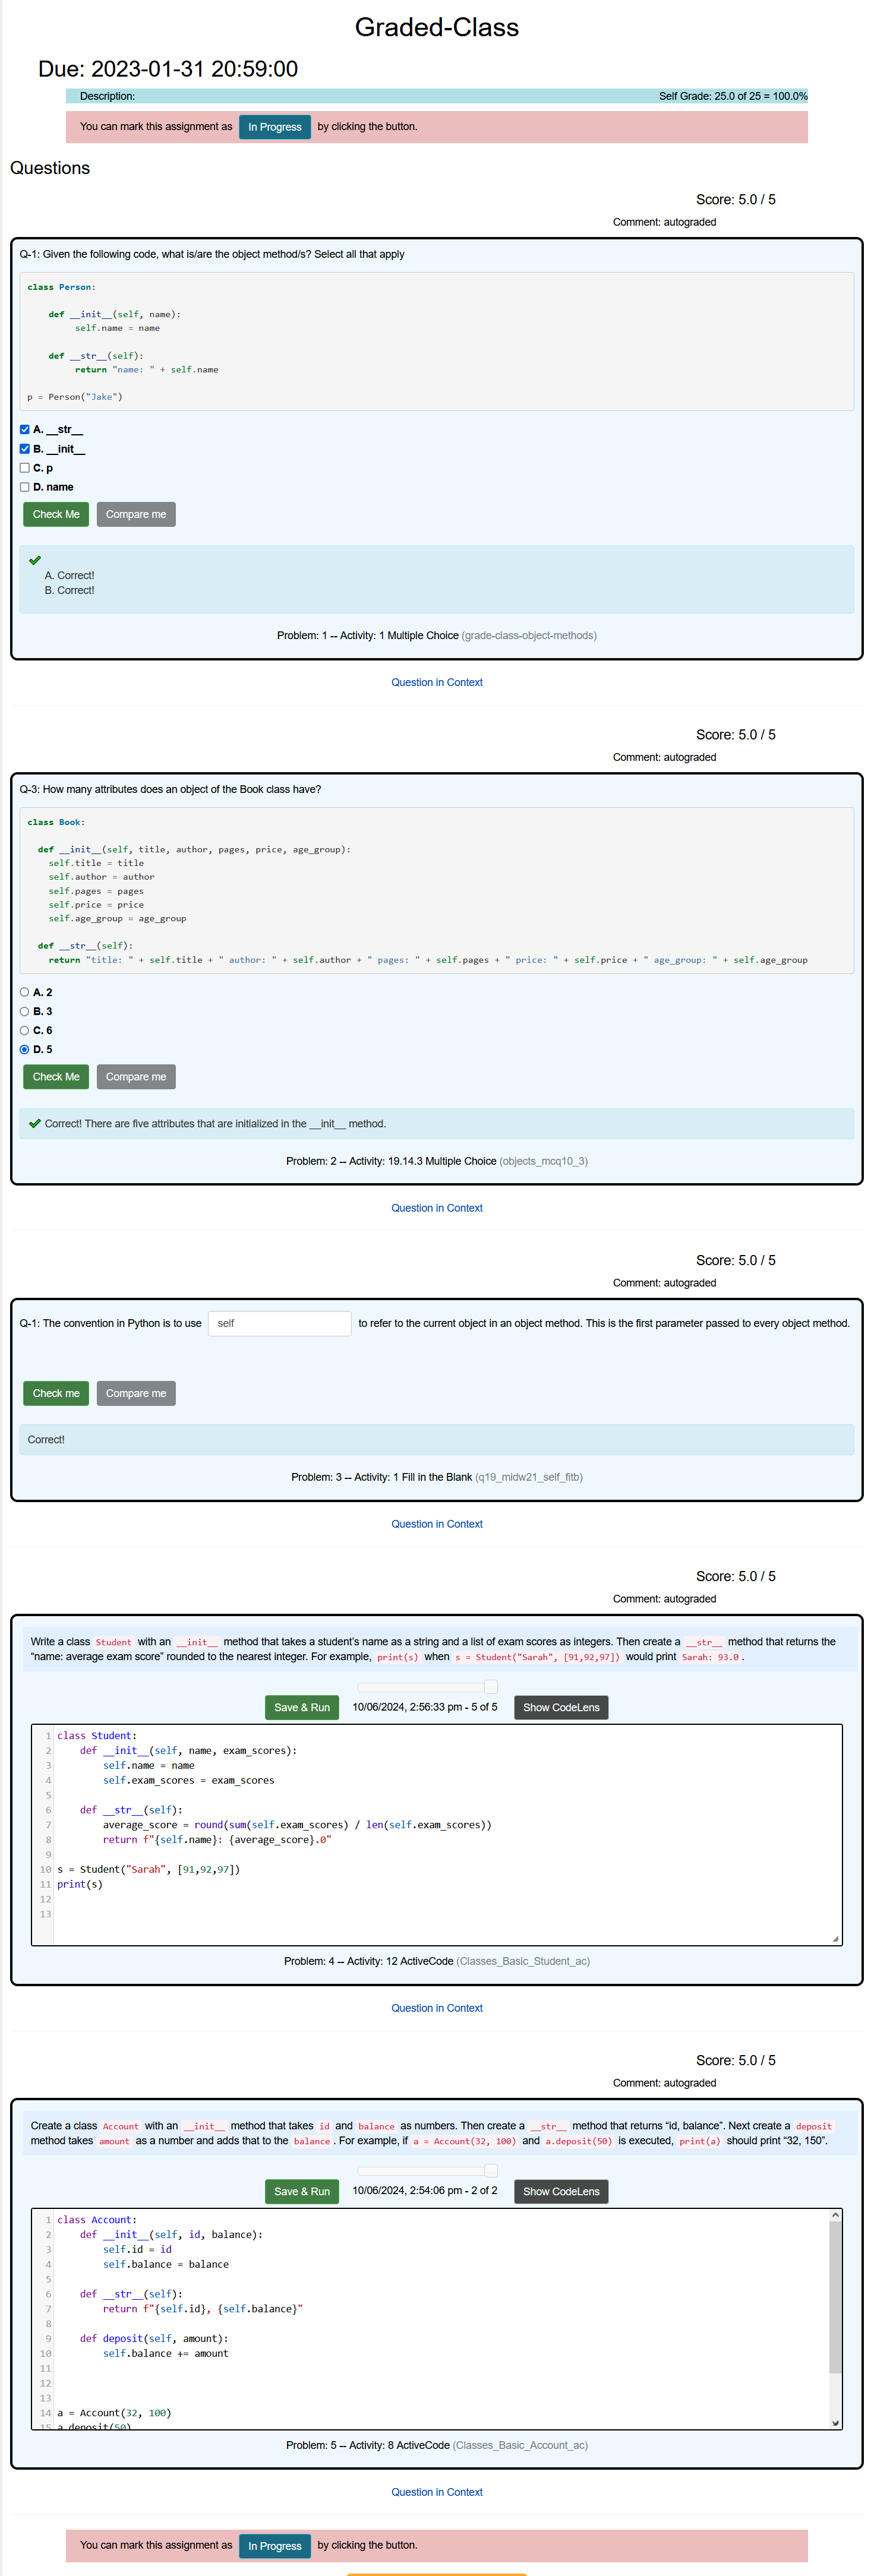 Graded-Class
Due: 2023-01-31 20:59:00
Description: Self Grade: 25.0 of 25 = 100.0%
You can mark this assignment as In Progress by clicking the button.
Questions
Score: 5.0 / 5
Comment: autograded
Q-1: Given the following code, what is/are the object method/s? Select all that apply
class Person:
    def __init__(self, name):
         self.name = name
    def __str__(self):
         return "name: " + self.name
p = Person("Jake")
A. __str__
B. __init__
C. p
D. name
Check Me Compare me
A. Correct!
B. Correct!
Problem: 1 -- Activity: 1 Multiple Choice (grade-class-object-methods)
Question in Context
Score: 5.0 / 5
Comment: autograded
Q-3: How many attributes does an object of the Book class have?
class Book:
  def __init__(self, title, author, pages, price, age_group):
    self.title = title
    self.author = author
    self.pages = pages
    self.price = price
    self.age_group = age_group
  def __str__(self):
    return "title: " + self.title + " author: " + self.author + " pages: " + self.pages + " price: " + self.price + " age_group: " + self.age_group
A. 2
B. 3
C. 6
D. 5
Check Me Compare me
Correct! There are five attributes that are initialized in the __init__ method.
Problem: 2 -- Activity: 19.14.3 Multiple Choice (objects_mcq10_3)
Question in Context
Score: 5.0 / 5
Comment: autograded
Q-1: The convention in Python is to use self to refer to the current object in an object method. This is the first parameter passed to every object method.
Check me Compare me
Correct!
Problem: 3 -- Activity: 1 Fill in the Blank (q19_midw21_self_fitb)
Question in Context
Score: 5.0 / 5
Comment: autograded
Write a class Student with an __init__ method that takes a student's name as a string and a list of exam scores as integers. Then create a __str__ method that returns the
“name: average exam score” rounded to the nearest integer. For example, print(s) when s = Student("Sarah", [91,92,97]) would print Sarah: 93.0.
Save & Run 10/06/2024, 2:56:33 pm - 5 of 5 Show CodeLens
1 class Student:
2     def __init__(self, name, exam_scores):
3         self.name = name
4         self.exam_scores = exam_scores
5
6     def __str__(self):
7         average_score = round(sum(self.exam_scores) / len(self.exam_scores))
8         return f"{self.name}: {average_score}.0"
9
10 s = Student("Sarah", [91,92,97])
11 print(s)
12
13
Problem: 4 -- Activity: 12 ActiveCode (Classes_Basic_Student_ac)
Question in Context
Score: 5.0 / 5
Comment: autograded
Create a class Account with an __init__ method that takes id and balance as numbers. Then create a __str__ method that returns “id, balance”. Next create a deposit
method takes amount as a number and adds that to the balance. For example, if a = Account(32, 100) and a.deposit(50) is executed, print(a) should print “32, 150”.
Save & Run 10/06/2024, 2:54:06 pm - 2 of 2 Show CodeLens
1 class Account:
2     def __init__(self, id, balance):
3         self.id = id
4         self.balance = balance
5
6     def __str__(self):
7         return f"{self.id}, {self.balance}"
8
9     def deposit(self, amount):
10         self.balance += amount
11
12
13
14 a = Account(32, 100)
15 a.deposit(50)
Problem: 5 -- Activity: 8 ActiveCode (Classes_Basic_Account_ac)
Question in Context
You can mark this assignment as In Progress by clicking the button.